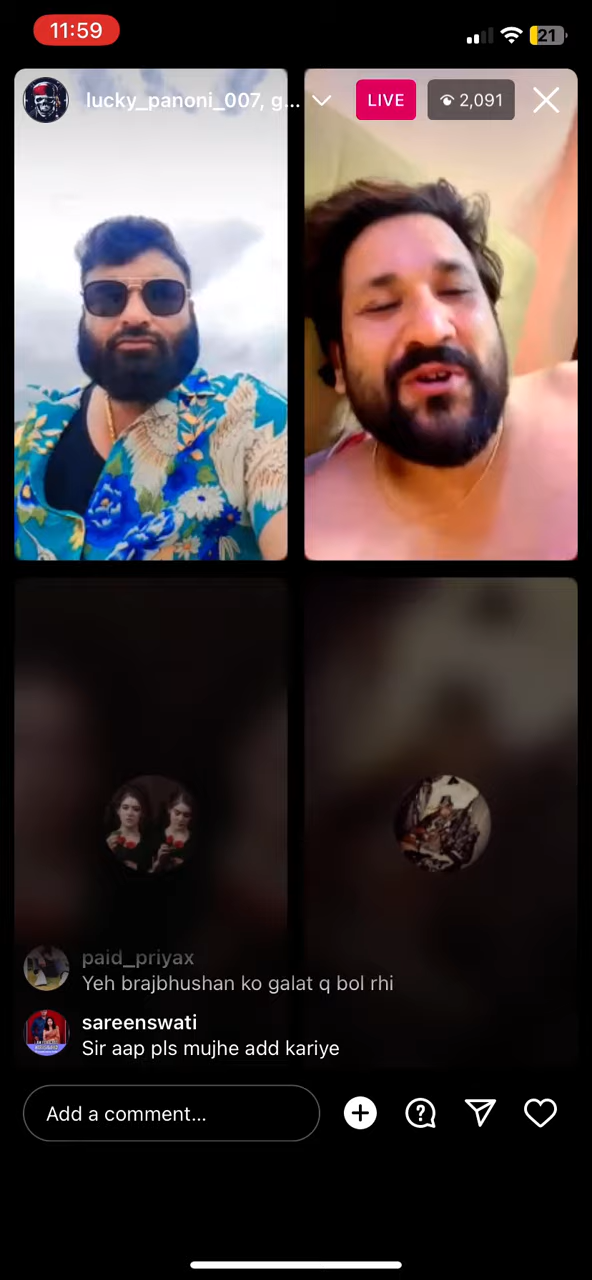 11:59
21
lucky_panoni_007, g...
LIVE
2,091
paid_priyax
Yeh brajbhushan ko galat q bol rhi
sareenswati
Sir aap pls mujhe add kariye
Add a comment...